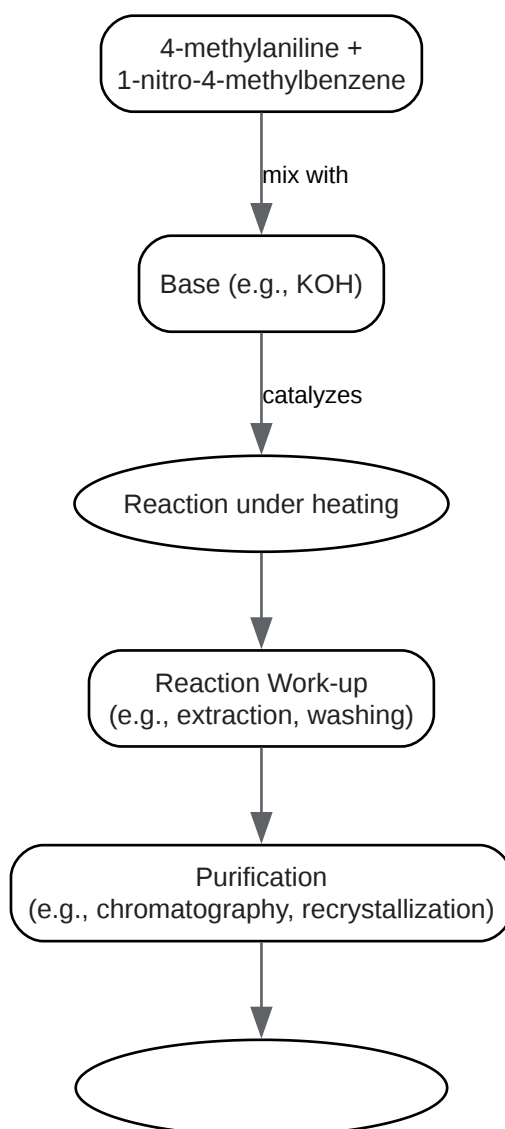 4-methylaniline +
1-nitro-4-methylbenzene
mix with
Base (e.g., KOH)
catalyzes
Reaction under heating
Reaction Work-up
(e.g., extraction, washing)
Purification
(e.g., chromatography, recrystallization)